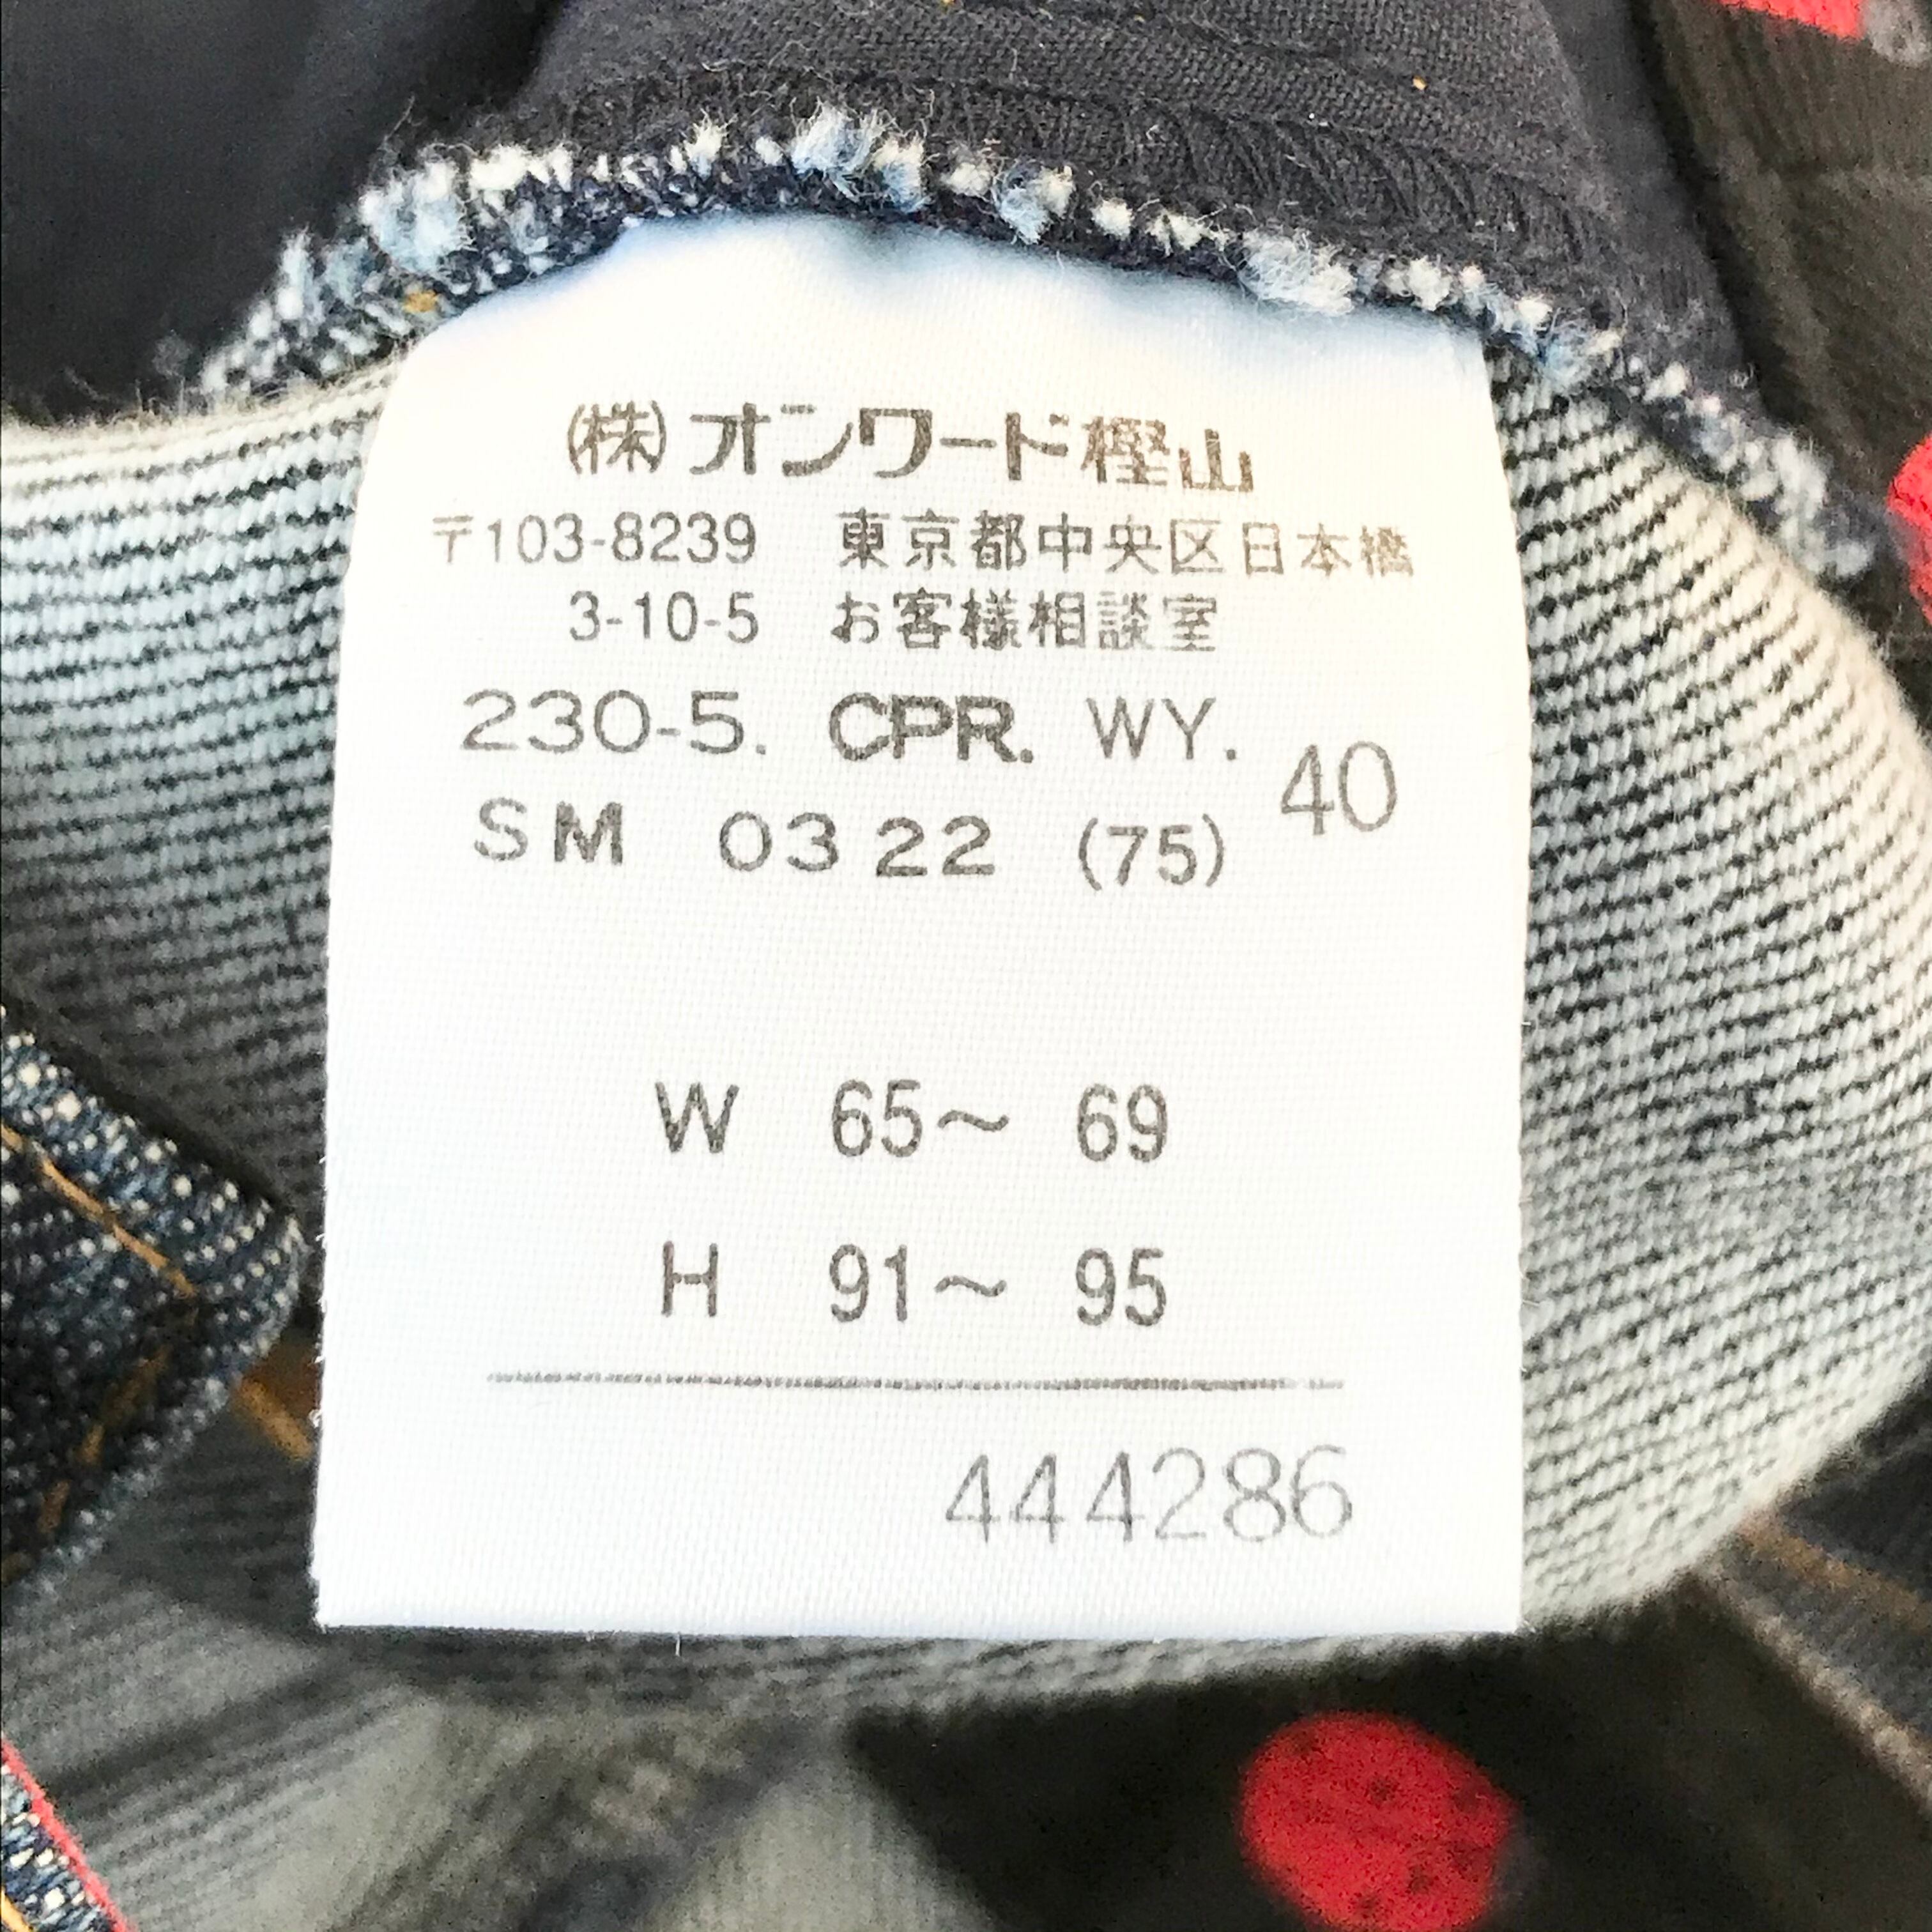 (株)オンワード樫山
〒103-8239 東京都中央区日本橋
3-10-5 お客様相談室
230-5. CPR. WY. 40
SM 0322 (75)
W 65～ 69
H 91～ 95
444286